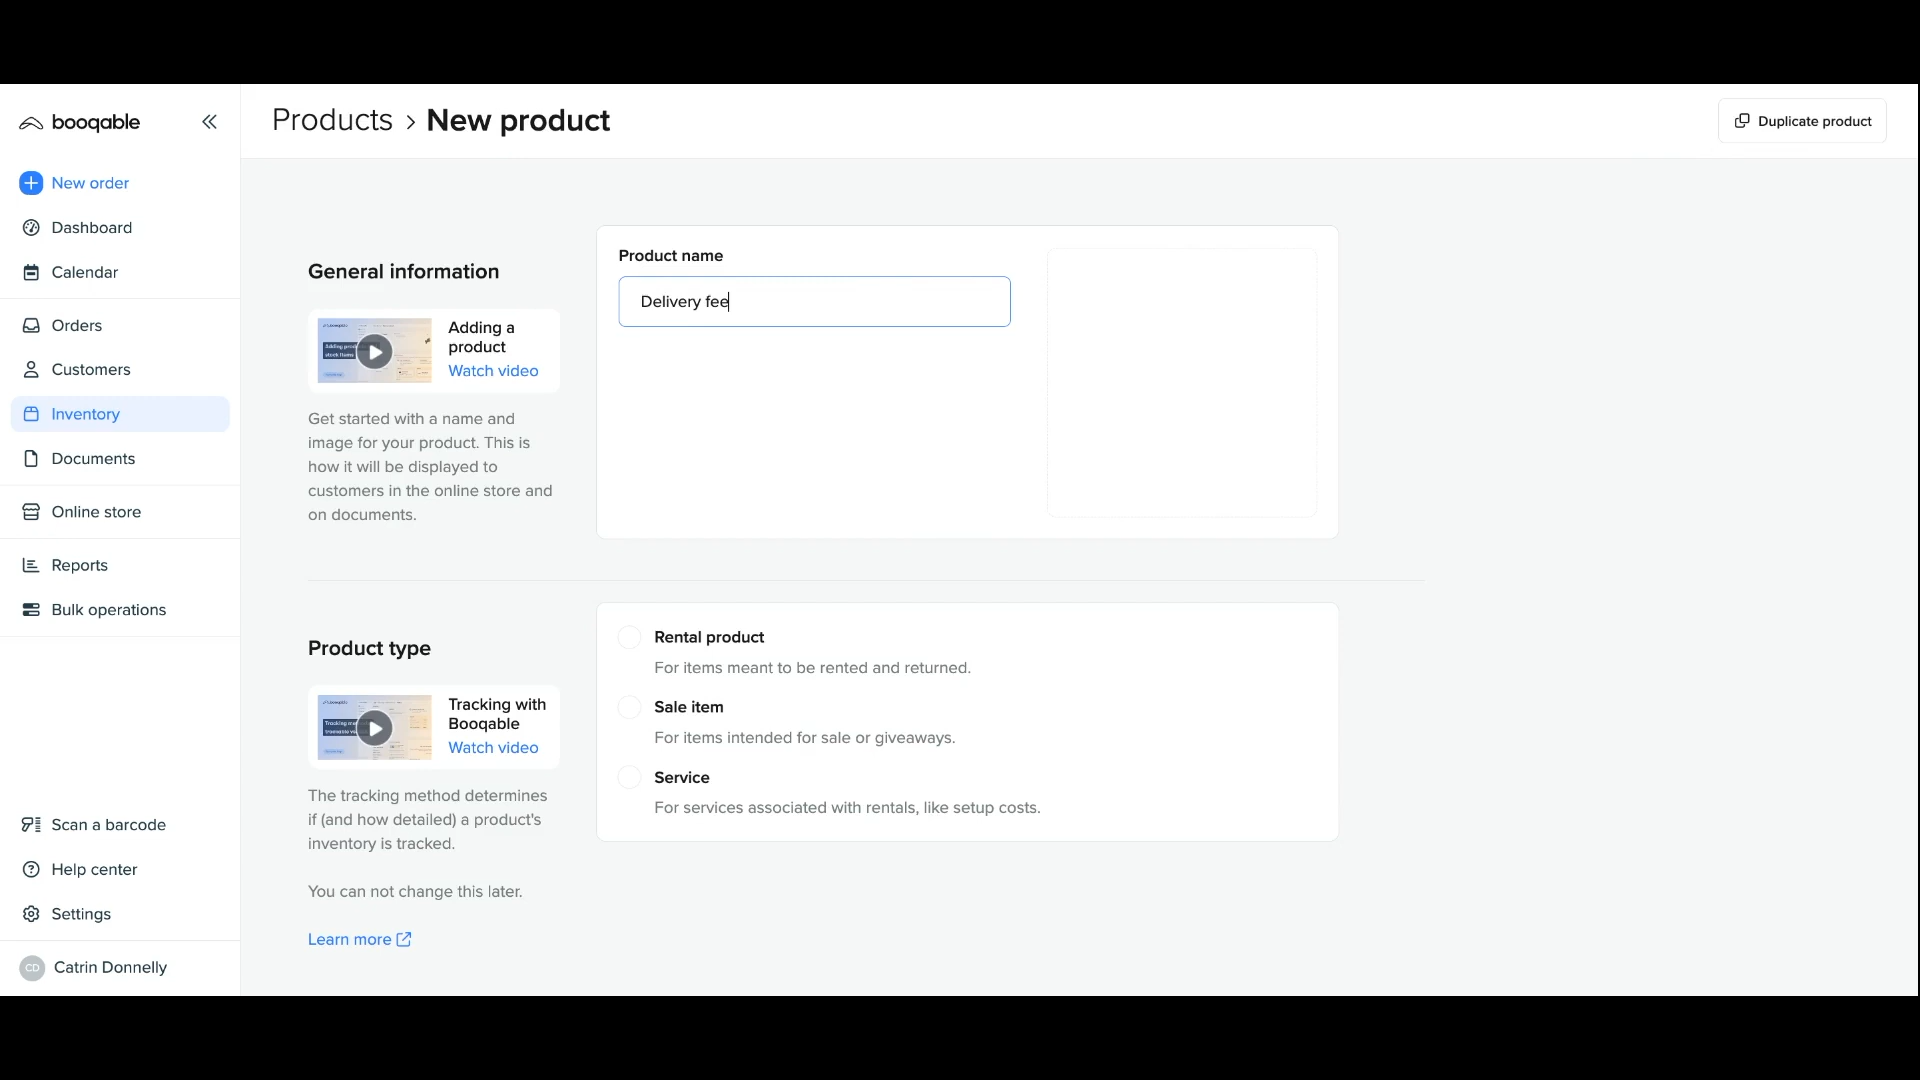 booqable
Products › New product
Duplicate product
New order
Dashboard
Calendar
Orders
Customers
Inventory
Documents
Online store
Reports
Bulk operations
Scan a barcode
Help center
Settings
CD
Catrin Donnelly
General information
Adding a
product
Watch video
Get started with a name and
image for your product. This is
how it will be displayed to
customers in the online store and
on documents.
Product name
Delivery fee
Product type
Tracking with
Booqable
Watch video
The tracking method determines
if (and how detailed) a product's
inventory is tracked.
You can not change this later.
Learn more
Rental product
For items meant to be rented and returned.
Sale item
For items intended for sale or giveaways.
Service
For services associated with rentals, like setup costs.